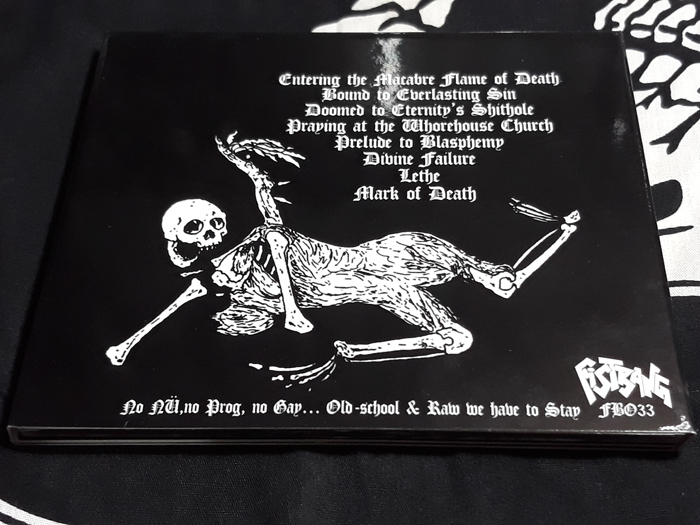 Entering the Macabre Flame of Death
Bound to Everlasting Sin
Doomed to Eternity's Shithole
Praying at the Whorehouse Church
Prelude to Blasphemy
Divine Failure
Lethe
Mark of Death
FISTBANG
No NÜ,no Prog, no Gay... Old-school & Raw we have to Stay FB033